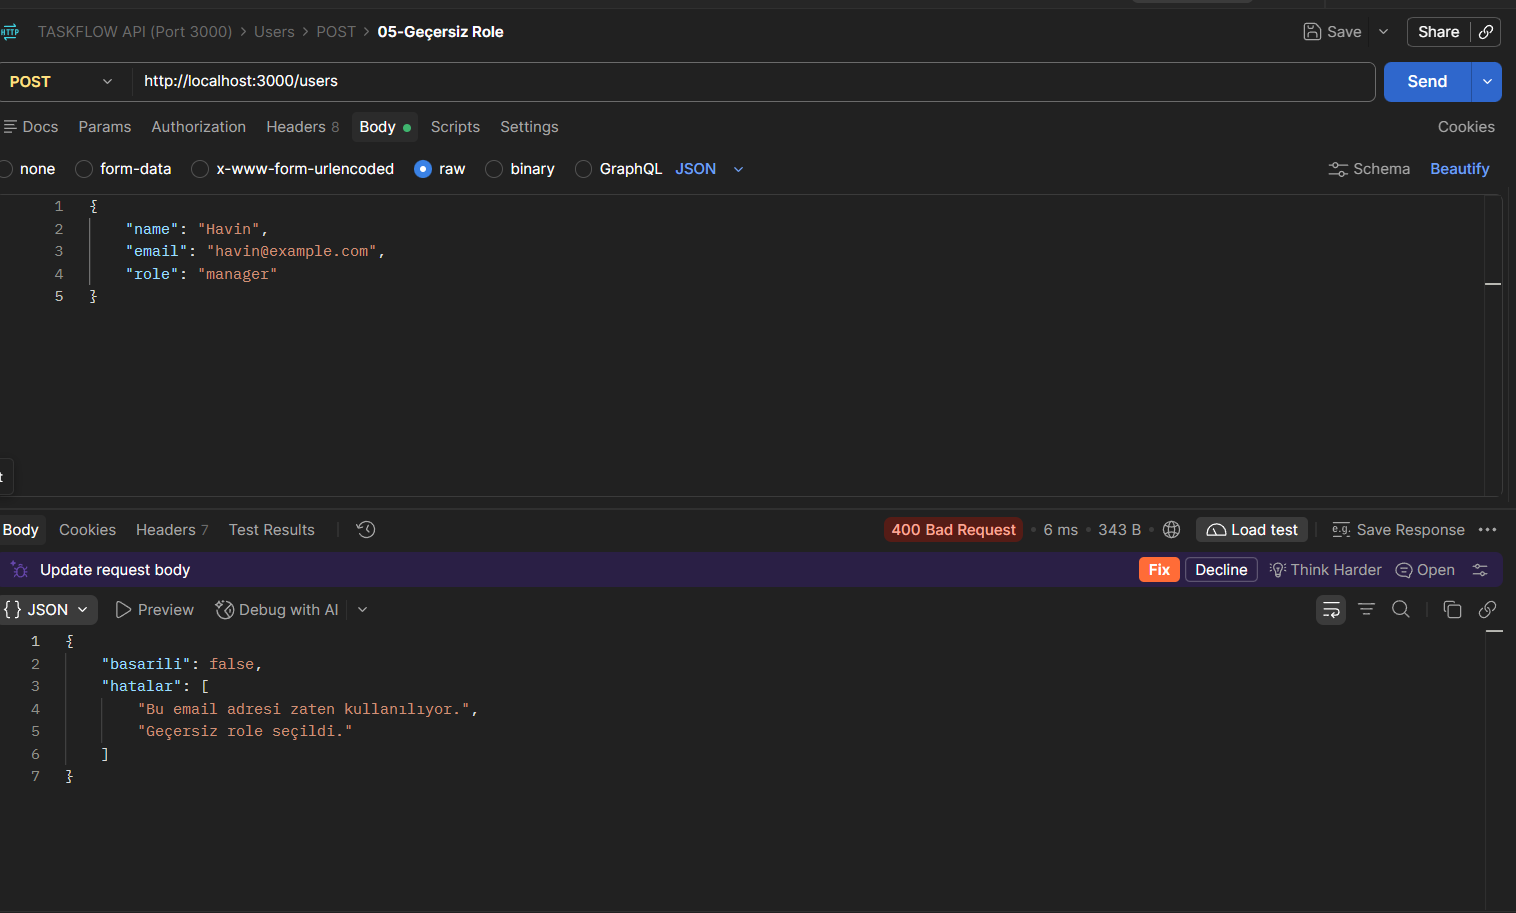 HTTP TASKFLOW API (Port 3000) > Users > POST > 05-Geçersiz Role Save Share
POST http://localhost:3000/users Send
Docs Params Authorization Headers 8 Body Scripts Settings Cookies
none form-data x-www-form-urlencoded raw binary GraphQL JSON Schema Beautify
1 {
2 "name": "Havin",
3 "email": "havin@example.com",
4 "role": "manager"
5 }
t
Body Cookies Headers 7 Test Results 400 Bad Request • 6 ms • 343 B • Load test e.g. Save Response
Update request body Fix Decline Think Harder Open
{} JSON Preview Debug with AI
1 {
2 "basarili": false,
3 "hatalar": [
4 "Bu email adresi zaten kullanılıyor.",
5 "Geçersiz role seçildi."
6 ]
7 }